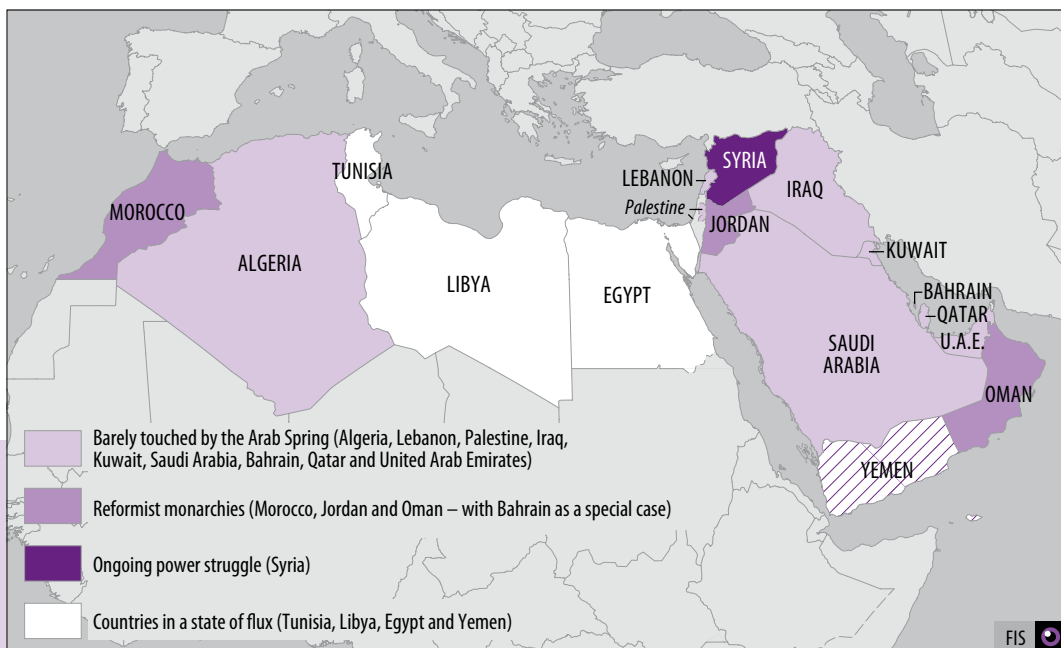 SYRIA
LEBANON
TUNISIA
IRAQ
Palestine
MOROCCO
JORDAN
KUWAIT
ALGERIA
LIBYA
EGYPT
BAHRAIN
QATAR
SAUDI
ARABIA
U.A.E.
OMAN
YEMEN
Barely touched by the Arab Spring (Algeria, Lebanon, Palestine, Iraq,
Kuwait, Saudi Arabia, Bahrain, Qatar and United Arab Emirates)
Reformist monarchies (Morocco, Jordan and Oman – with Bahrain as a special case)
Ongoing power struggle (Syria)
Countries in a state of flux (Tunisia, Libya, Egypt and Yemen)
FIS